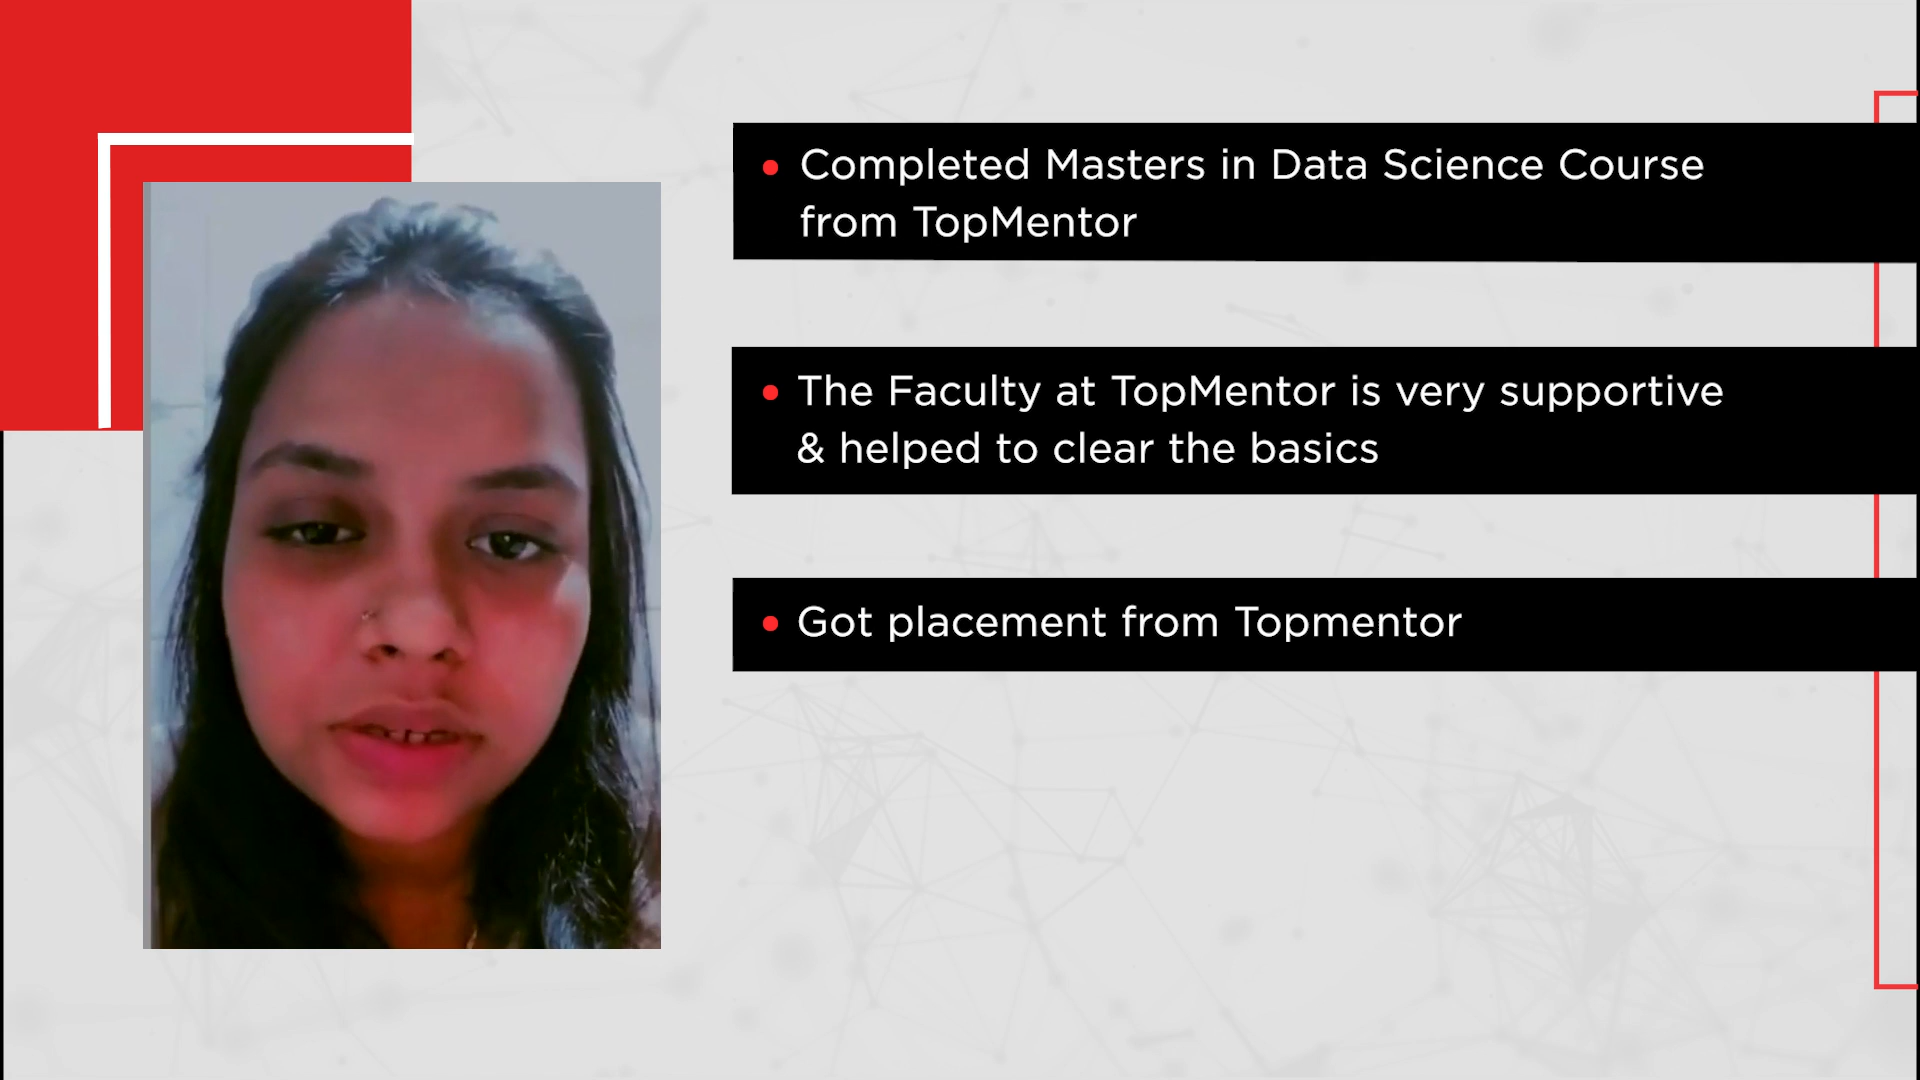 • Completed Masters in Data Science Course
from TopMentor
• The Faculty at TopMentor is very supportive
& helped to clear the basics
• Got placement from Topmentor